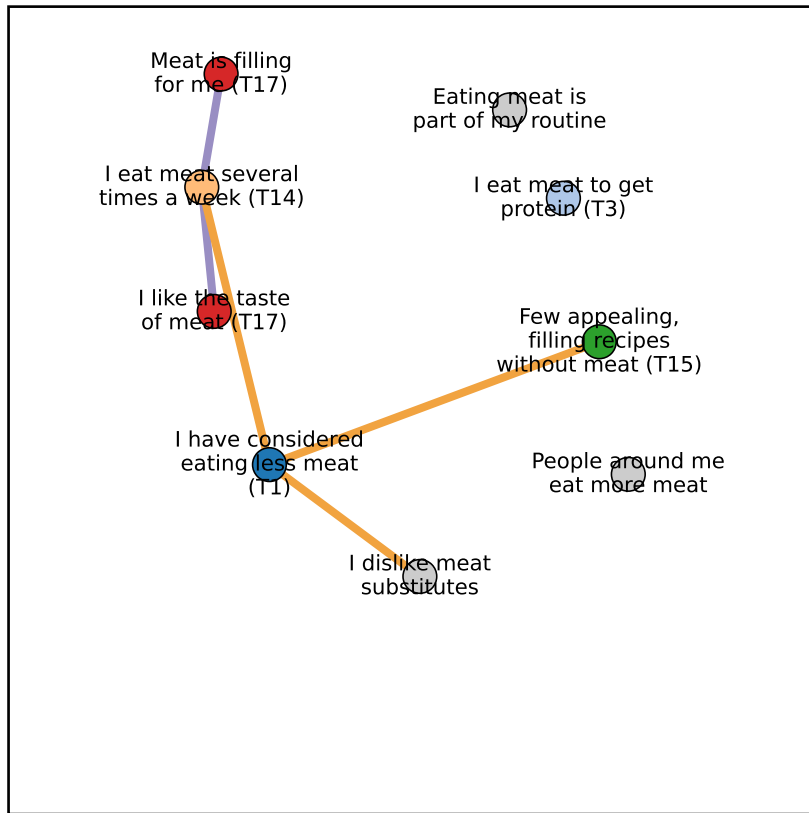 Meat is filling
for me (T17)
Eating meat is
part of my routine
I eat meat several
times a week (T14)
I eat meat to get
protein (T3)
I like the taste
of meat (T17)
Few appealing,
filling recipes
without meat (T15)
I have considered
eating less meat
(T1)
People around me
eat more meat
I dislike meat
substitutes